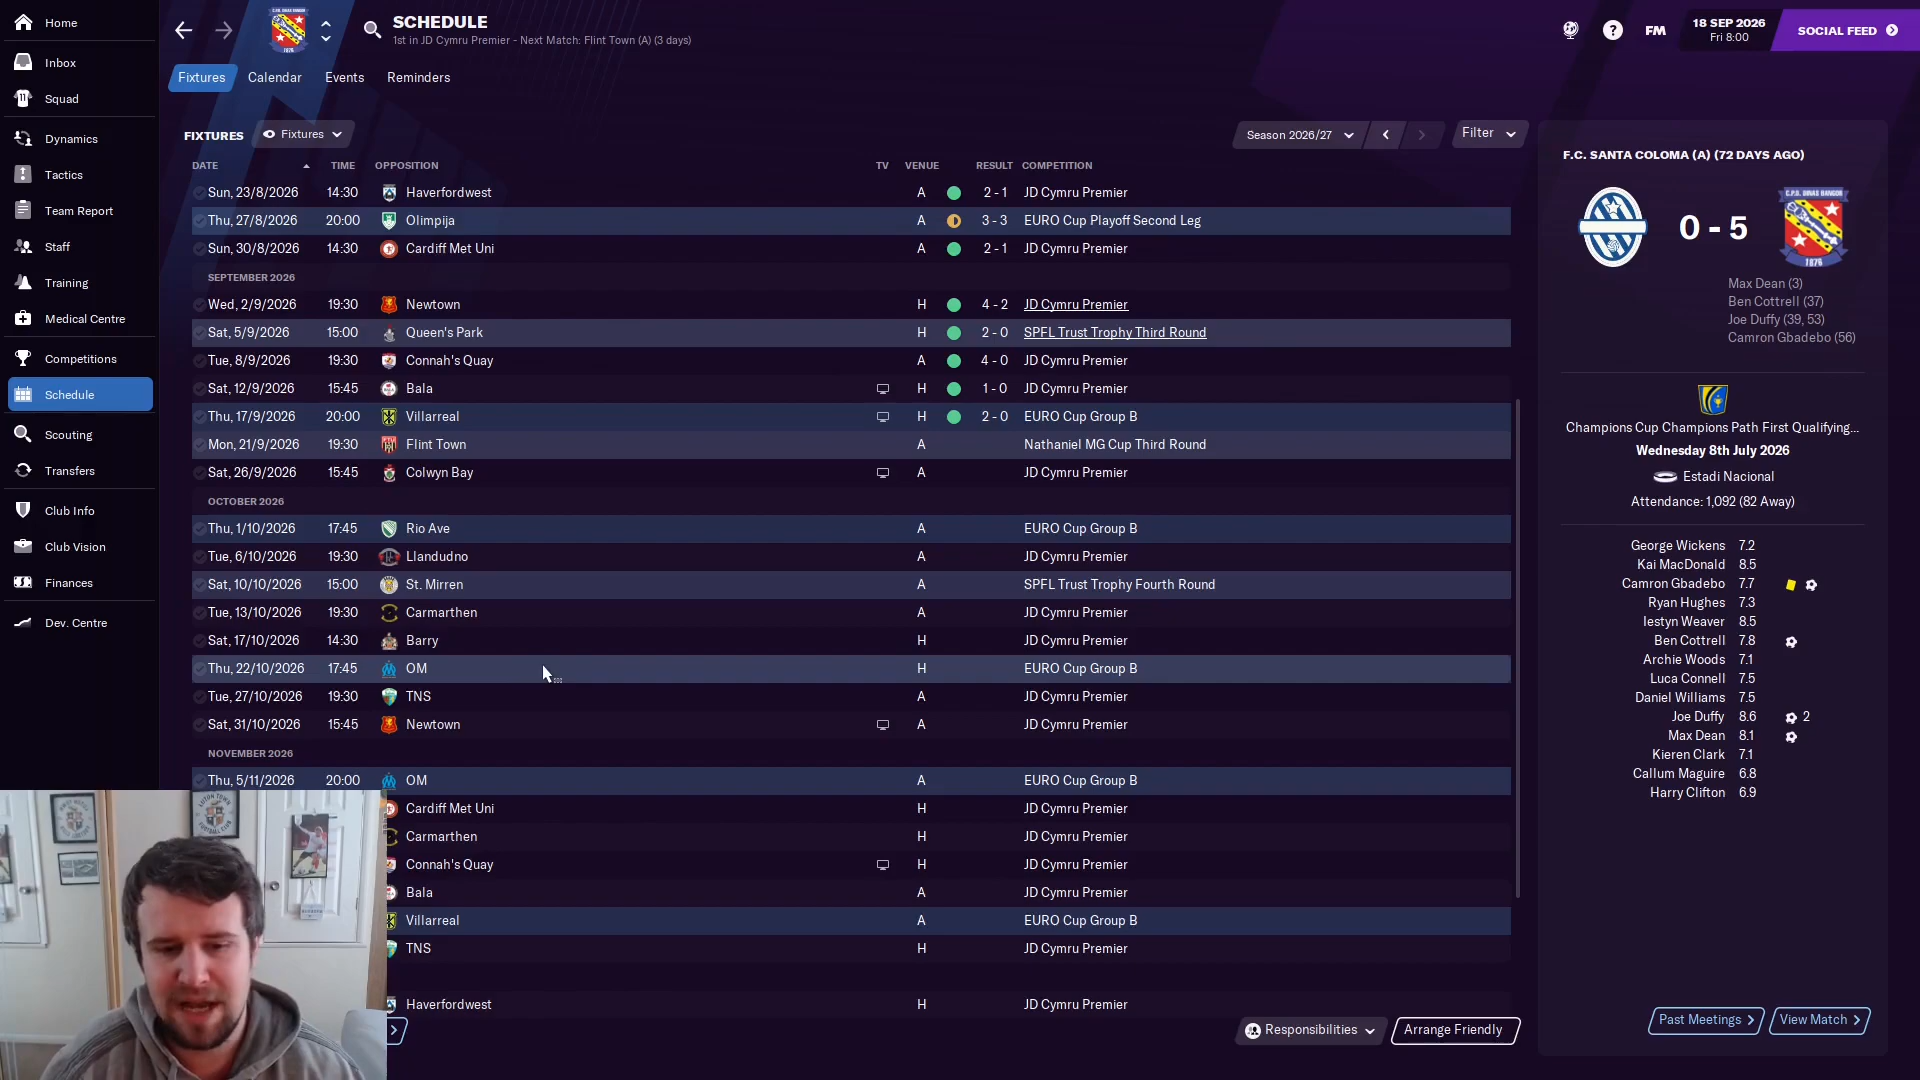 Home
Inbox
Squad
Dynamics
Tactics
Team Report
Staff
Training
Medical Centre
Competitions
Schedule
Scouting
Transfers
Club Info
Club Vision
Finances
Dev. Centre
SCHEDULE
1st in JD Cymru Premier - Next Match: Flint Town (A) (3 days)
FM
18 SEP 2026
Fri 8:00
SOCIAL FEED
Fixtures Calendar Events Reminders
FIXTURES Fixtures
Season 2026/27 Filter
DATE TIME OPPOSITION TV VENUE RESULT COMPETITION
Sun, 23/8/2026 14:30 Haverfordwest A 2 - 1 JD Cymru Premier
Thu, 27/8/2026 20:00 Olimpija A 3 - 3 EURO Cup Playoff Second Leg
Sun, 30/8/2026 14:30 Cardiff Met Uni A 2 - 1 JD Cymru Premier
SEPTEMBER 2026
Wed, 2/9/2026 19:30 Newtown H 4 - 2 JD Cymru Premier
Sat, 5/9/2026 15:00 Queen's Park H 2 - 0 SPFL Trust Trophy Third Round
Tue, 8/9/2026 19:30 Connah's Quay A 4 - 0 JD Cymru Premier
Sat, 12/9/2026 15:45 Bala H 1 - 0 JD Cymru Premier
Thu, 17/9/2026 20:00 Villarreal H 2 - 0 EURO Cup Group B
Mon, 21/9/2026 19:30 Flint Town A Nathaniel MG Cup Third Round
Sat, 26/9/2026 15:45 Colwyn Bay A JD Cymru Premier
OCTOBER 2026
Thu, 1/10/2026 17:45 Rio Ave A EURO Cup Group B
Tue, 6/10/2026 19:30 Llandudno A JD Cymru Premier
Sat, 10/10/2026 15:00 St. Mirren A SPFL Trust Trophy Fourth Round
Tue, 13/10/2026 19:30 Carmarthen A JD Cymru Premier
Sat, 17/10/2026 14:30 Barry H JD Cymru Premier
Thu, 22/10/2026 17:45 OM H EURO Cup Group B
Tue, 27/10/2026 19:30 TNS A JD Cymru Premier
Sat, 31/10/2026 15:45 Newtown A JD Cymru Premier
NOVEMBER 2026
Thu, 5/11/2026 20:00 OM A EURO Cup Group B
Cardiff Met Uni H JD Cymru Premier
Carmarthen H JD Cymru Premier
Connah's Quay H JD Cymru Premier
Bala A JD Cymru Premier
Villarreal A EURO Cup Group B
TNS H JD Cymru Premier
Haverfordwest H JD Cymru Premier
Responsibilities Arrange Friendly
F.C. SANTA COLOMA (A) (72 DAYS AGO)
0 - 5
1876
Max Dean (3)
Ben Cottrell (37)
Joe Duffy (39, 53)
Camron Gbadebo (56)
Champions Cup Champions Path First Qualifying...
Wednesday 8th July 2026
Estadi Nacional
Attendance: 1,092 (82 Away)
George Wickens 7.2
Kai MacDonald 8.5
Camron Gbadebo 7.7
Ryan Hughes 7.3
Iestyn Weaver 8.5
Ben Cottrell 7.8
Archie Woods 7.1
Luca Connell 7.5
Daniel Williams 7.5
Joe Duffy 8.6 2
Max Dean 8.1
Kieren Clark 7.1
Callum Maguire 6.8
Harry Clifton 6.9
Past Meetings View Match